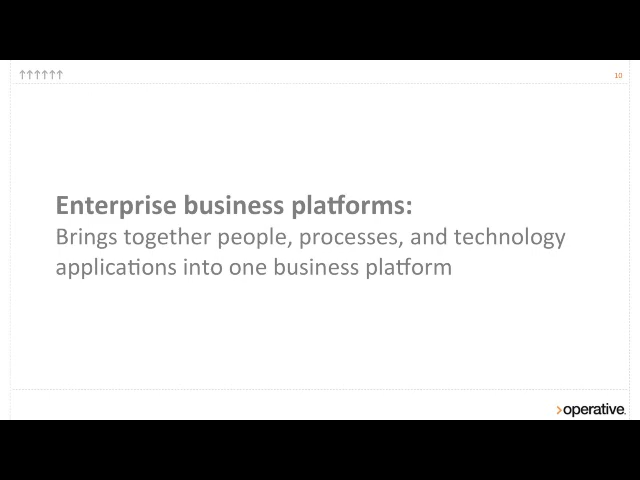 ↑↑↑↑↑↑
10
Enterprise business platforms:
Brings together people, processes, and technology
applications into one business platform
>operative.